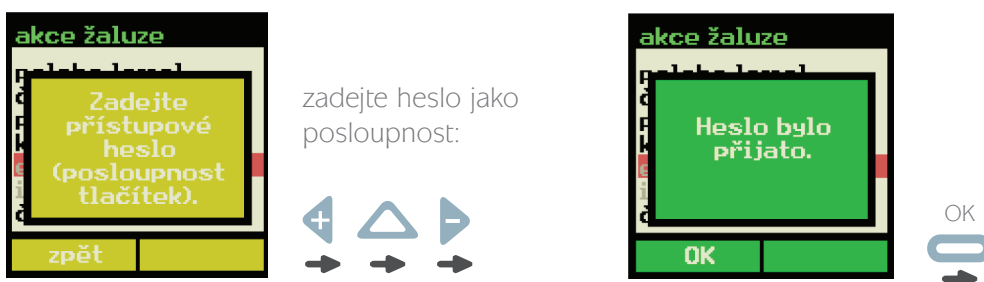 akce žaluze
Zadejte
přístupové
heslo
(posloupnost
tlačítek).
zpět
zadejte heslo jako
posloupnost:
+
-
akce žaluze
Heslo bylo
přijato.
OK
OK